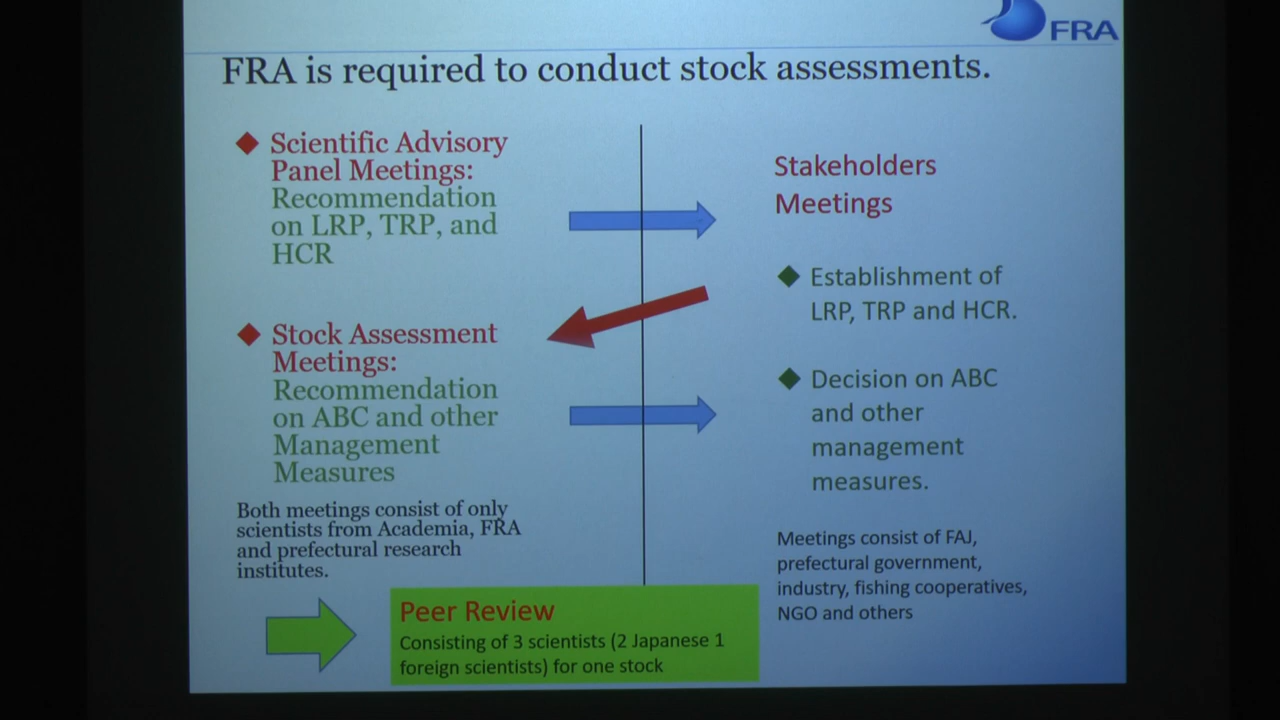 FRA
FRA is required to conduct stock assessments.
Scientific Advisory
Panel Meetings:
Recommendation
on LRP, TRP, and
HCR
Stock Assessment
Meetings:
Recommendation
on ABC and other
Management
Measures
Both meetings consist of only
scientists from Academia, FRA
and prefectural research
institutes.
Stakeholders
Meetings
Establishment of
LRP, TRP and HCR.
Decision on ABC
and other
management
measures.
Meetings consist of FAJ,
prefectural government,
industry, fishing cooperatives,
NGO and others
Peer Review
Consisting of 3 scientists (2 Japanese 1
foreign scientists) for one stock